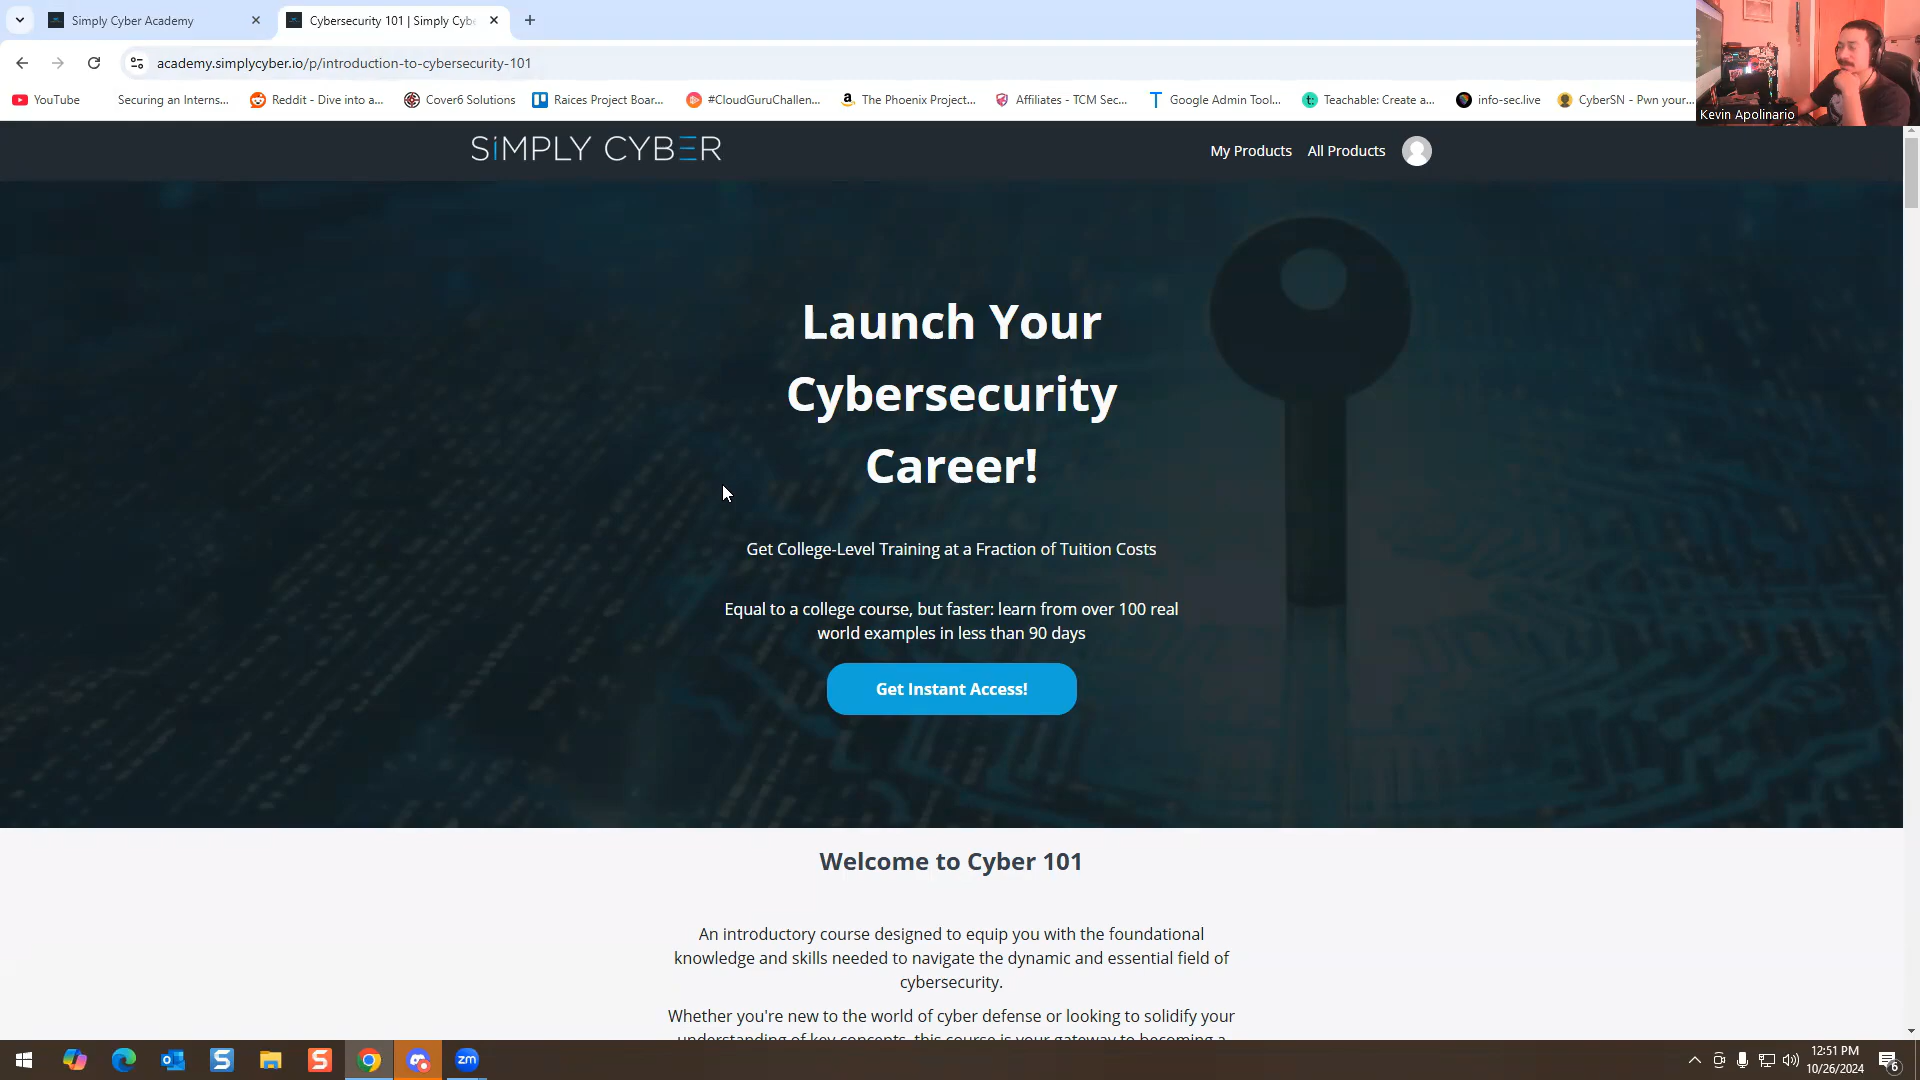 Simply Cyber Academy
Cybersecurity 101 | Simply Cybe
academy.simplycyber.io/p/introduction-to-cybersecurity-101
YouTube
Securing an Interns...
Reddit - Dive into a...
Cover6 Solutions
Raices Project Boar...
#CloudGuruChallen...
The Phoenix Project...
Affiliates - TCM Sec...
Google Admin Tool...
Teachable: Create a...
info-sec.live
CyberSN - Pwn your...
Kevin Apolinario
SiMPLY CYBER
My Products
All Products
Launch Your
Cybersecurity
Career!
Get College-Level Training at a Fraction of Tuition Costs
Equal to a college course, but faster: learn from over 100 real
world examples in less than 90 days
Get Instant Access!
Welcome to Cyber 101
An introductory course designed to equip you with the foundational
knowledge and skills needed to navigate the dynamic and essential field of
cybersecurity.
Whether you're new to the world of cyber defense or looking to solidify your
understanding of key concepts, this course is your gateway to becoming a
zm
12:51 PM
10/26/2024
6